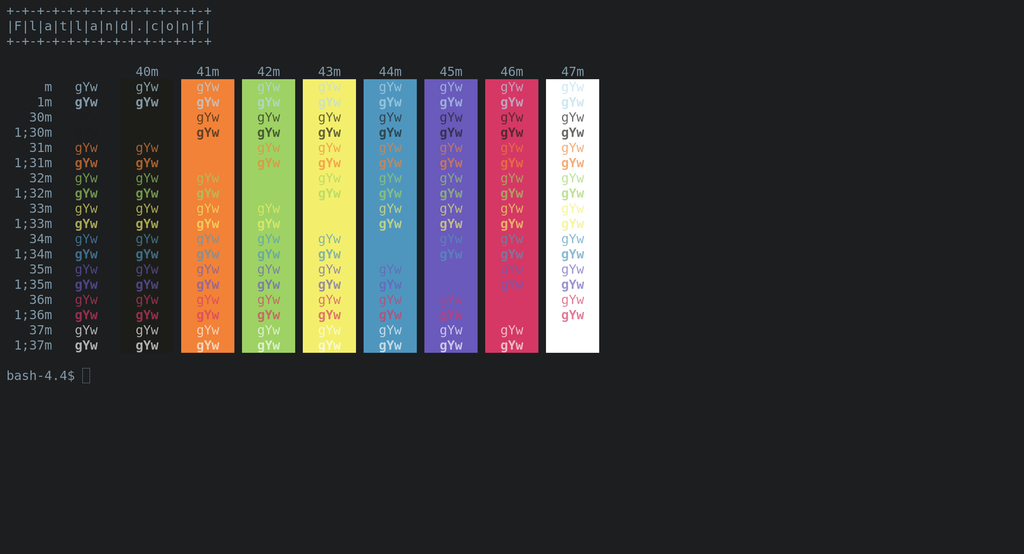 +-+-+-+-+-+-+-+-+-+-+-+-+-+
|F|l|a|t|l|a|n|d|.|c|o|n|f|
+-+-+-+-+-+-+-+-+-+-+-+-+-+
40m 41m 42m 43m 44m 45m 46m 47m
m gYw gYw gYw gYw gYw gYw gYw gYw gYw
1m gYw gYw gYw gYw gYw gYw gYw gYw gYw
30m gYw gYw gYw gYw gYw gYw gYw
1;30m gYw gYw gYw gYw gYw gYw gYw
31m gYw gYw gYw gYw gYw gYw gYw gYw
1;31m gYw gYw gYw gYw gYw gYw gYw gYw
32m gYw gYw gYw gYw gYw gYw gYw gYw
1;32m gYw gYw gYw gYw gYw gYw gYw gYw
33m gYw gYw gYw gYw gYw gYw gYw gYw
1;33m gYw gYw gYw gYw gYw gYw gYw gYw
34m gYw gYw gYw gYw gYw gYw gYw gYw
1;34m gYw gYw gYw gYw gYw gYw gYw gYw
35m gYw gYw gYw gYw gYw gYw gYw gYw
1;35m gYw gYw gYw gYw gYw gYw gYw gYw
36m gYw gYw gYw gYw gYw gYw gYw gYw
1;36m gYw gYw gYw gYw gYw gYw gYw gYw
37m gYw gYw gYw gYw gYw gYw gYw gYw
1;37m gYw gYw gYw gYw gYw gYw gYw gYw
bash-4.4$